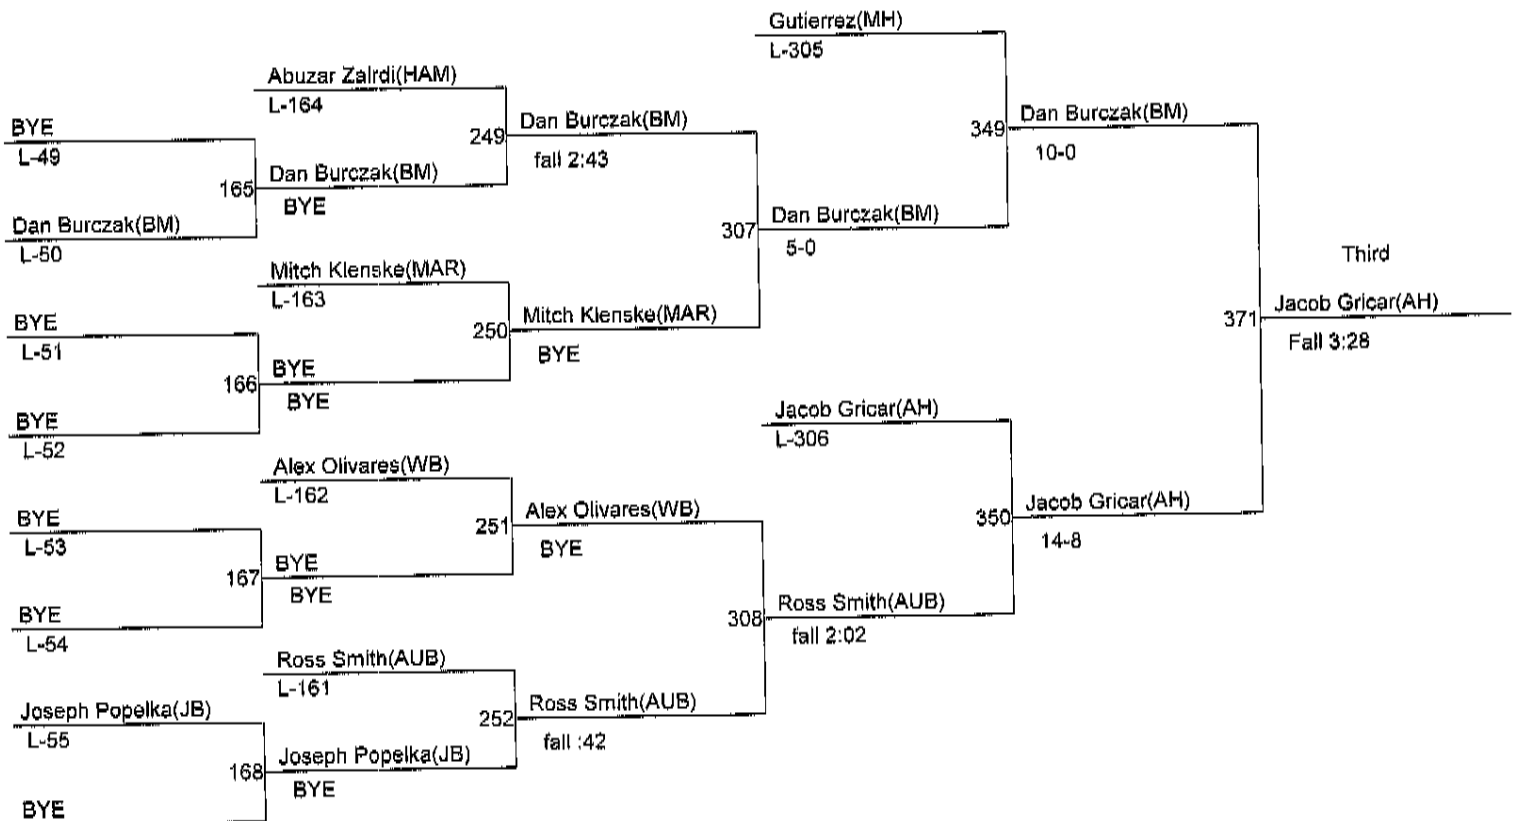 Gutierrez(MH)
L-305
Abuzar Zalrdi(HAM)
L-164
BYE
L-49
249
Dan Burczak(BM)
fall 2:43
349
Dan Burczak(BM)
10-0
165
Dan Burczak(BM)
BYE
Dan Burczak(BM)
L-50
307
Dan Burczak(BM)
5-0
Third
Mitch Klenske(MAR)
L-163
BYE
L-51
250
Mitch Klenske(MAR)
BYE
371
Jacob Gricar(AH)
Fall 3:28
166
BYE
BYE
BYE
L-52
Jacob Gricar(AH)
L-306
Alex Olivares(WB)
L-162
BYE
L-53
251
Alex Olivares(WB)
BYE
350
Jacob Gricar(AH)
14-8
167
BYE
BYE
BYE
L-54
308
Ross Smith(AUB)
fall 2:02
Ross Smith(AUB)
L-161
Joseph Popelka(JB)
L-55
252
Ross Smith(AUB)
fall :42
168
Joseph Popelka(JB)
BYE
BYE